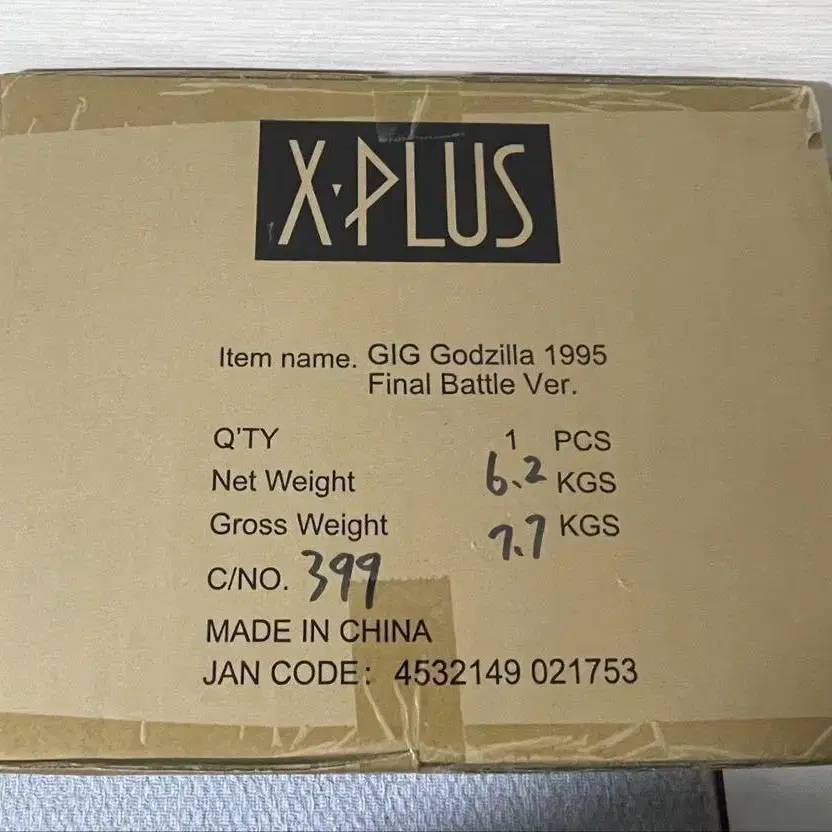 X·PLUS
Item name. GIG Godzilla 1995
Final Battle Ver.
Q'TY 1 PCS
Net Weight 6.2 KGS
Gross Weight 7.7 KGS
C/NO. 399
MADE IN CHINA
JAN CODE: 4532149 021753